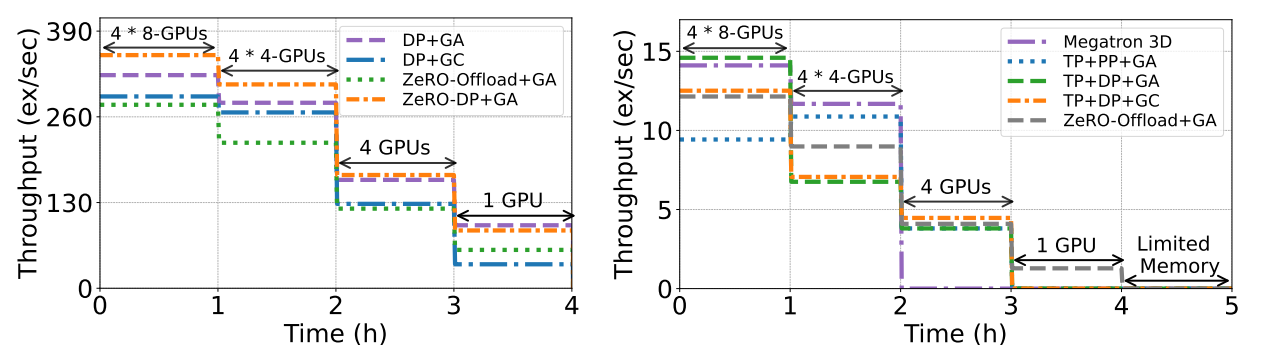 Throughput (ex/sec)
390
260
130
0
4 * 8-GPUs
4 * 4-GPUs
4 GPUs
1 GPU
DP+GA
DP+GC
ZeRO-Offload+GA
ZeRO-DP+GA
0 1 2 3 4
Time (h)
Throughput (ex/sec)
15
10
5
0
4 * 8-GPUs
4 * 4-GPUs
4 GPUs
1 GPU
Limited
Memory
Megatron 3D
TP+PP+GA
TP+DP+GA
TP+DP+GC
ZeRO-Offload+GA
0 1 2 3 4 5
Time (h)